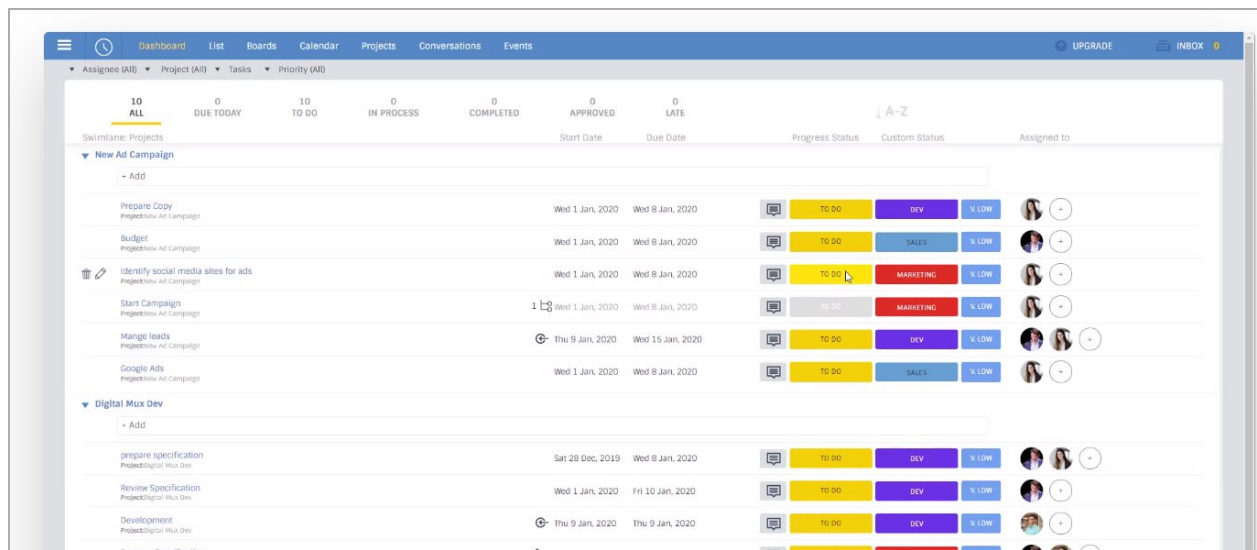 Dashboard List Boards Calendar Projects Conversations Events UPGRADE INBOX 0
Assignee (All) Project (All) Tasks Priority (All)
10 0 10 0 0 0 0
ALL DUE TODAY TO DO IN PROCESS COMPLETED APPROVED LATE A-Z
Swimlane: Projects Start Date Due Date Progress Status Custom Status Assigned to
New Ad Campaign
+ Add
Prepare Copy Wed 1 Jan, 2020 Wed 8 Jan, 2020 TO DO DEV V. LOW +
Project:New Ad Campaign
Budget Wed 1 Jan, 2020 Wed 8 Jan, 2020 TO DO SALES V. LOW +
Project:New Ad Campaign
Identify social media sites for ads Wed 1 Jan, 2020 Wed 8 Jan, 2020 TO DO MARKETING V. LOW +
Project:New Ad Campaign
Start Campaign 1 Wed 1 Jan, 2020 Wed 8 Jan, 2020 TO DO MARKETING V. LOW +
Project:New Ad Campaign
Mange leads Thu 9 Jan, 2020 Wed 15 Jan, 2020 TO DO DEV V. LOW +
Project:New Ad Campaign
Google Ads Wed 1 Jan, 2020 Wed 8 Jan, 2020 TO DO SALES V. LOW +
Project:New Ad Campaign
Digital Mux Dev
+ Add
prepare specification Sat 28 Dec, 2019 Wed 8 Jan, 2020 TO DO DEV V. LOW +
Project:Digital Mux Dev
Review Specification Wed 1 Jan, 2020 Fri 10 Jan, 2020 TO DO DEV V. LOW +
Project:Digital Mux Dev
Development Thu 9 Jan, 2020 Thu 9 Jan, 2020 TO DO DEV V. LOW +
Project:Digital Mux Dev